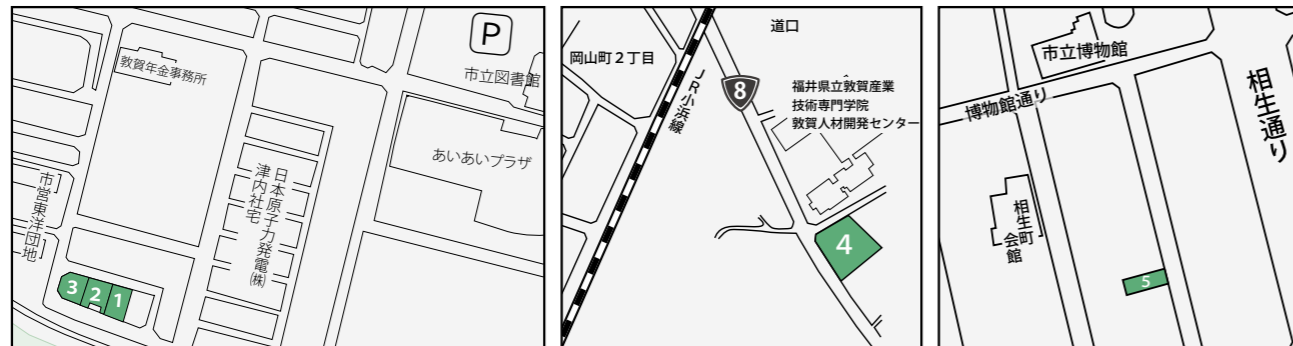 P
敦賀年金事務所
市立図書館
あいあいプラザ
日本原子力発電㈱
津内社宅
市営東洋団地
3
2
1
道口
岡山町2丁目
JR小浜線
8
福井県立敦賀産業
技術専門学院
敦賀人材開発センター
4
市立博物館
博物館通り
相生通り
相生町
会館
5